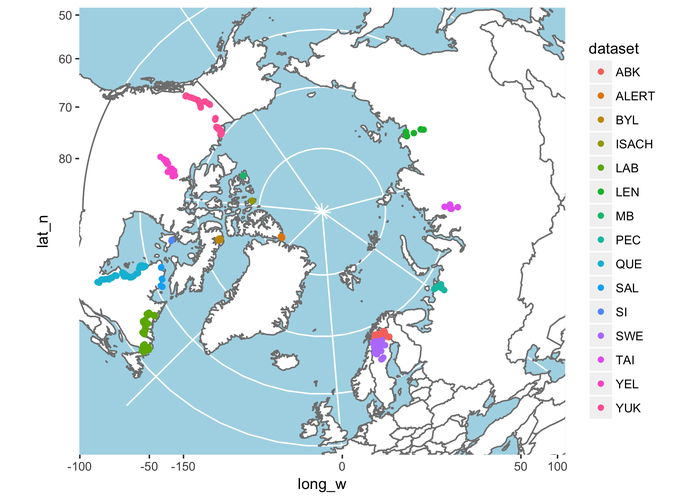 50
60
70
80
lat_n
-100
-50
-150
0
50
100
long_w
dataset
ABK
ALERT
BYL
ISACH
LAB
LEN
MB
PEC
QUE
SAL
SI
SWE
TAI
YEL
YUK